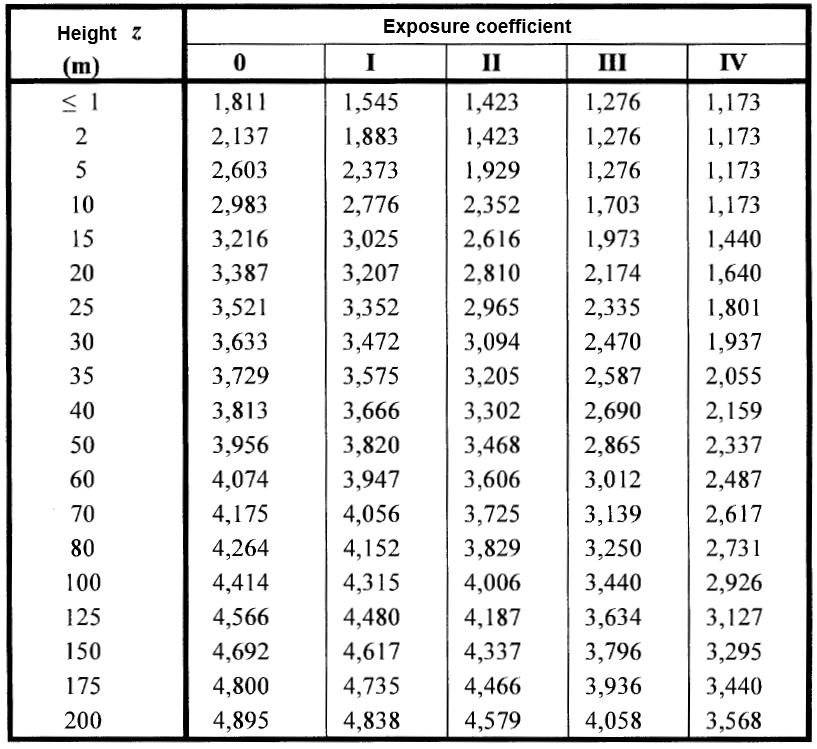 Height z Exposure coefficient
(m) 0 I II III IV
≤ 1 1,811 1,545 1,423 1,276 1,173
2 2,137 1,883 1,423 1,276 1,173
5 2,603 2,373 1,929 1,276 1,173
10 2,983 2,776 2,352 1,703 1,173
15 3,216 3,025 2,616 1,973 1,440
20 3,387 3,207 2,810 2,174 1,640
25 3,521 3,352 2,965 2,335 1,801
30 3,633 3,472 3,094 2,470 1,937
35 3,729 3,575 3,205 2,587 2,055
40 3,813 3,666 3,302 2,690 2,159
50 3,956 3,820 3,468 2,865 2,337
60 4,074 3,947 3,606 3,012 2,487
70 4,175 4,056 3,725 3,139 2,617
80 4,264 4,152 3,829 3,250 2,731
100 4,414 4,315 4,006 3,440 2,926
125 4,566 4,480 4,187 3,634 3,127
150 4,692 4,617 4,337 3,796 3,295
175 4,800 4,735 4,466 3,936 3,440
200 4,895 4,838 4,579 4,058 3,568